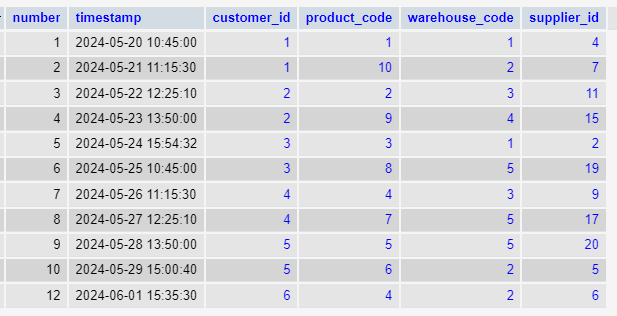 number timestamp customer_id product_code warehouse_code supplier_id
1 2024-05-20 10:45:00 1 1 1 4
2 2024-05-21 11:15:30 1 10 2 7
3 2024-05-22 12:25:10 2 2 3 11
4 2024-05-23 13:50:00 2 9 4 15
5 2024-05-24 15:54:32 3 3 1 2
6 2024-05-25 10:45:00 3 8 5 19
7 2024-05-26 11:15:30 4 4 3 9
8 2024-05-27 12:25:10 4 7 5 17
9 2024-05-28 13:50:00 5 5 5 20
10 2024-05-29 15:00:40 5 6 2 5
12 2024-06-01 15:35:30 6 4 2 6